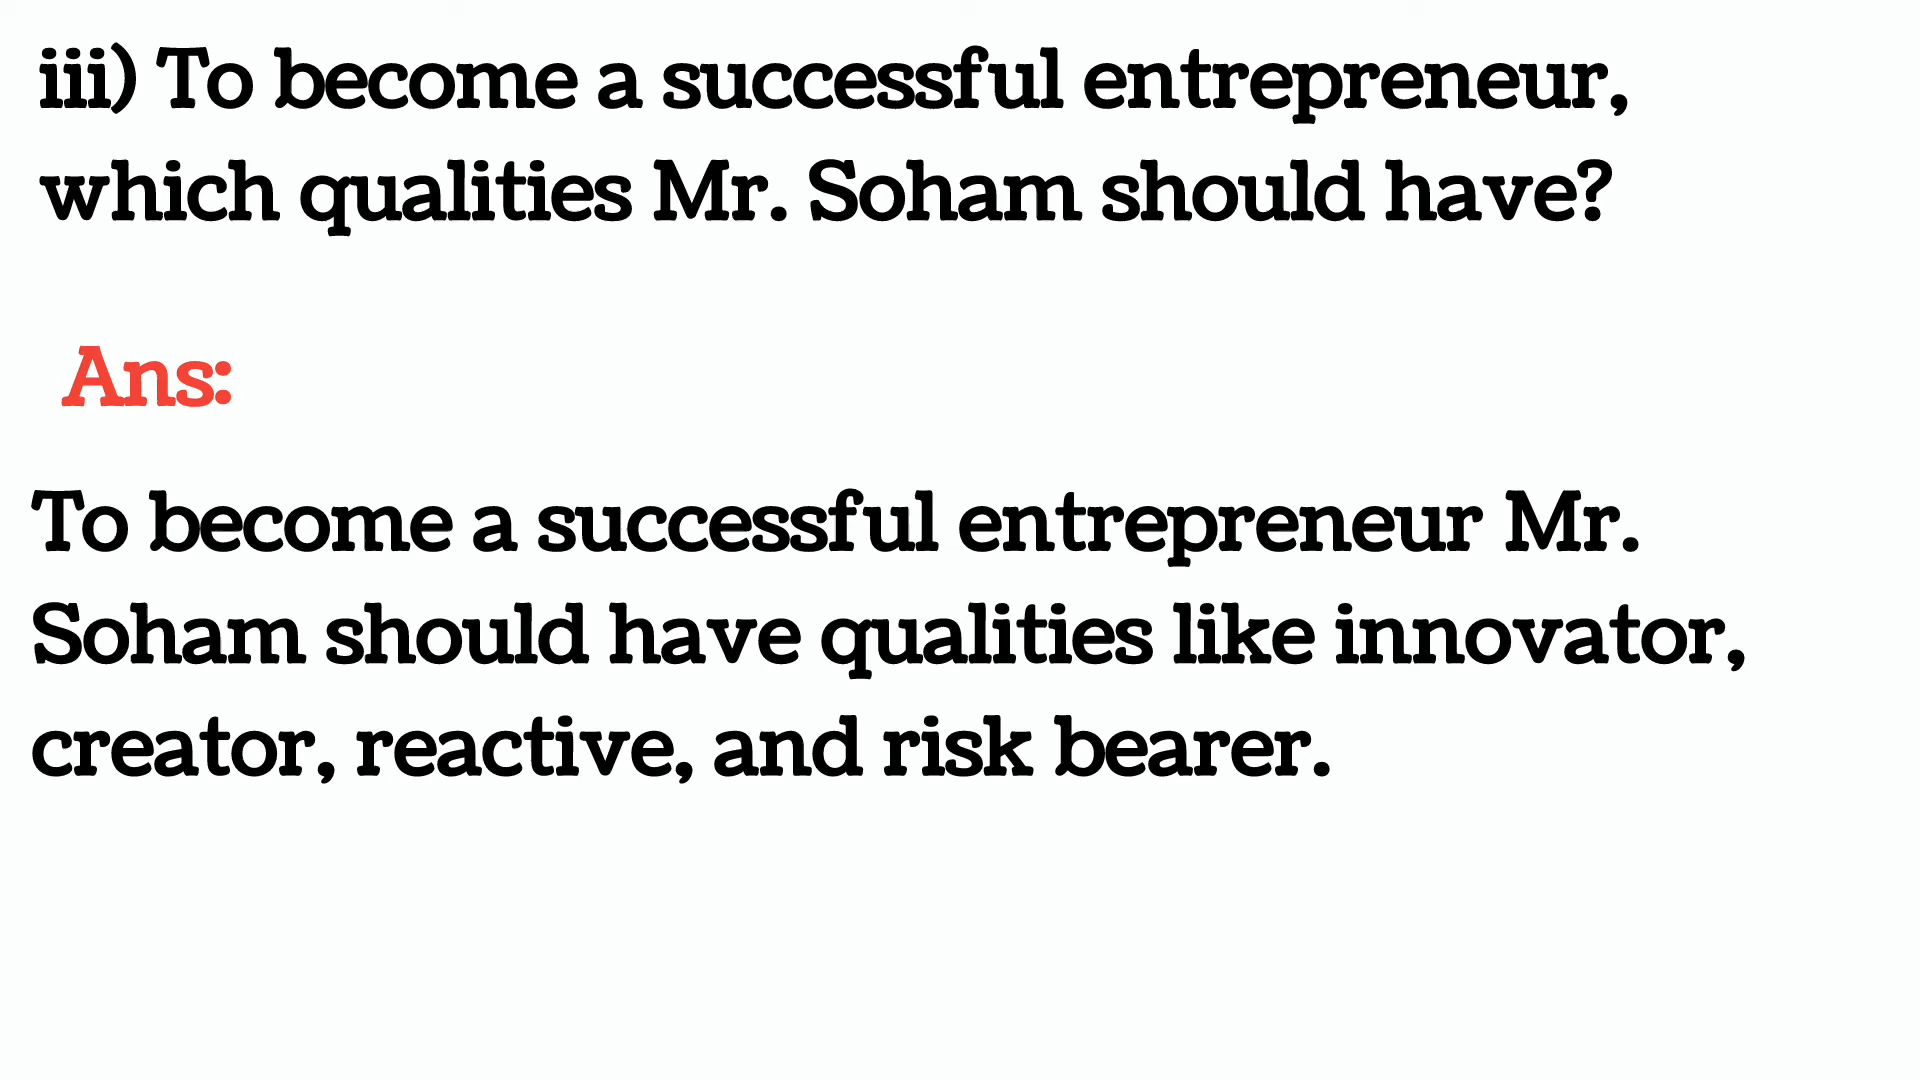 iii) To become a successful entrepreneur,
which qualities Mr. Soham should have?
Ans:
To become a successful entrepreneur Mr.
Soham should have qualities like innovator,
creator, reactive, and risk bearer.